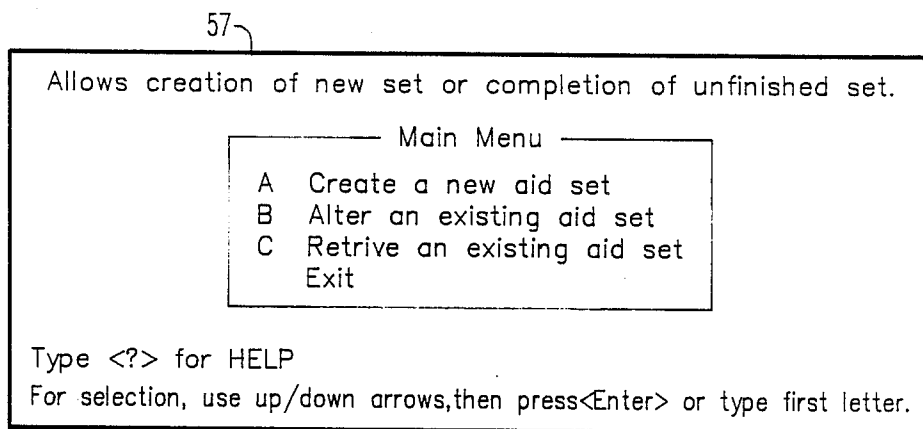 57
Allows creation of new set or completion of unfinished set.
Main Menu
A Create a new aid set
B Alter an existing aid set
C Retrive an existing aid set
Exit
Type <?> for HELP
For selection, use up/down arrows,then press<Enter> or type first letter.